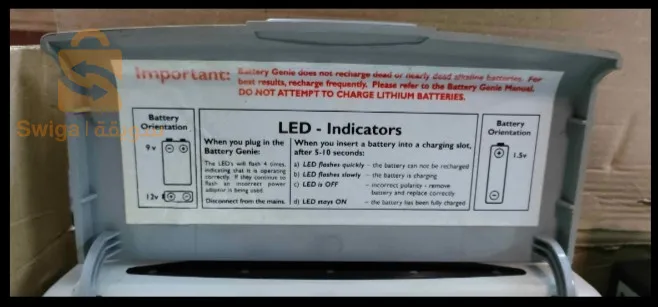 Important: Battery Genie does not recharge dead or nearly dead alkaline batteries. For
best results, recharge frequently. Please refer to the Battery Genie Manual.
DO NOT ATTEMPT TO CHARGE LITHIUM BATTERIES.
Swiga
Battery
Orientation
9v
12v
LED - Indicators
When you plug in the
Battery Genie:
The LED's will flash 4 times,
indicating that it is operating
correctly. If they continue to
flash an incorrect power
adaptor is being used.
Disconnect from the mains.
When you insert a battery into a charging slot,
after 5-10 seconds:
a) LED flashes quickly - the battery can not be recharged
b) LED flashes slowly - the battery is charging
c) LED is OFF - incorrect polarity - remove
battery and replace correctly
d) LED stays ON - the battery has been fully charged
Battery
Orientation
1.5v